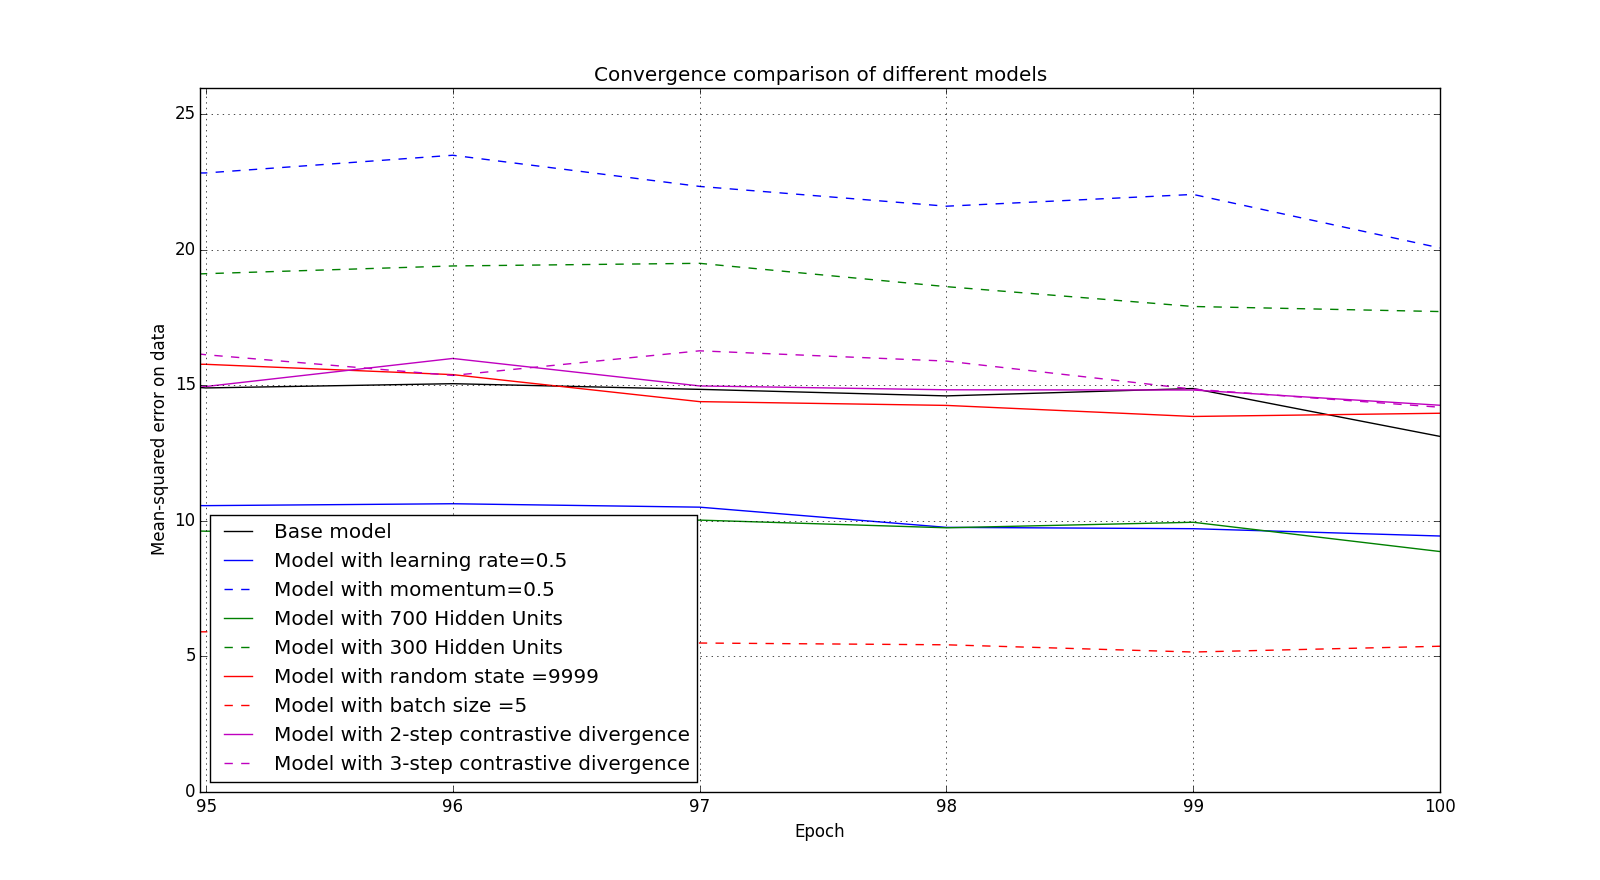 Convergence comparison of different models
25
20
15
10
5
0
Mean-squared error on data
Base model
Model with learning rate=0.5
Model with momentum=0.5
Model with 700 Hidden Units
Model with 300 Hidden Units
Model with random state =9999
Model with batch size =5
Model with 2-step contrastive divergence
Model with 3-step contrastive divergence
95 96 97 98 99 100
Epoch